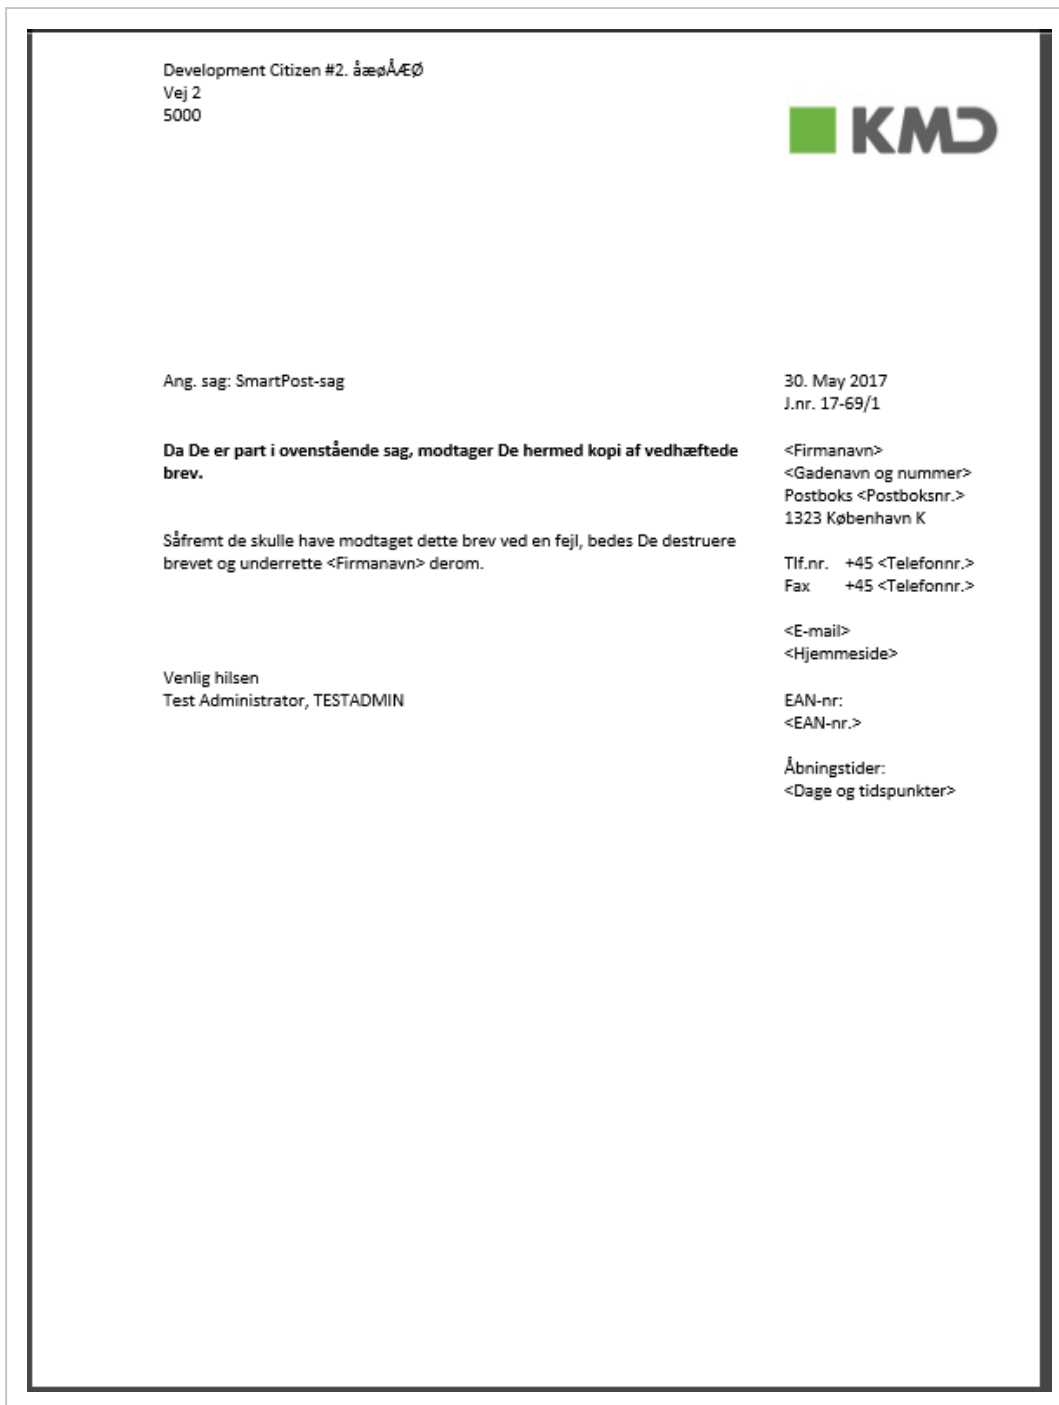 Development Citizen #2. åæøÅÆØ
Vej 2
5000
KMD
Ang. sag: SmartPost-sag
30. May 2017
J.nr. 17-69/1
Da De er part i ovenstående sag, modtager De hermed kopi af vedhæftede
brev.
Såfremt de skulle have modtaget dette brev ved en fejl, bedes De destruere
brevet og underrette <Firmanavn> derom.
Venlig hilsen
Test Administrator, TESTADMIN
<Firmanavn>
<Gadenavn og nummer>
Postboks <Postboksnr.>
1323 København K
Tlf.nr. +45 <Telefonnr.>
Fax +45 <Telefonnr.>
<E-mail>
<Hjemmeside>
EAN-nr:
<EAN-nr.>
Åbningstider:
<Dage og tidspunkter>